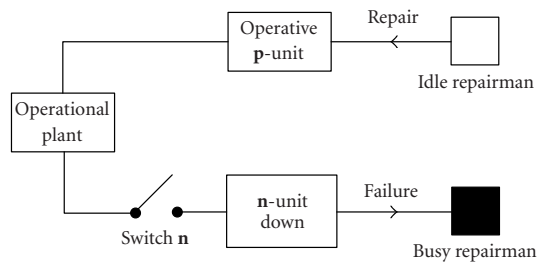 Operative
p-unit
Repair
Idle repairman
Operational
plant
Switch n
n-unit
down
Failure
Busy repairman